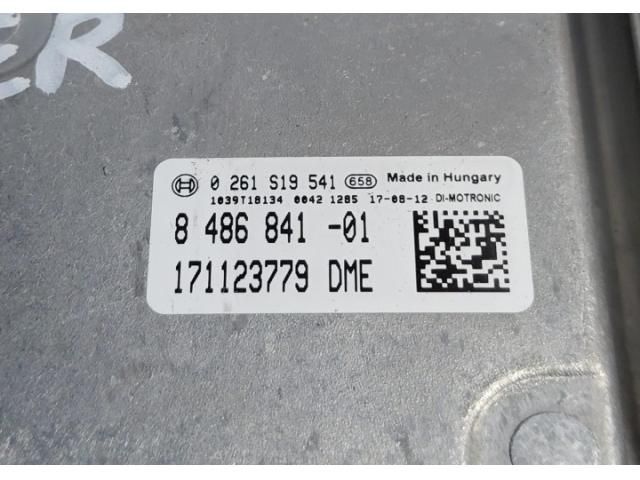 ER
0 261 S19 541 658 Made in Hungary
1039T18134 0042 1285 17-08-12 DI-MOTRONIC
8 486 841 -01
171123779 DME